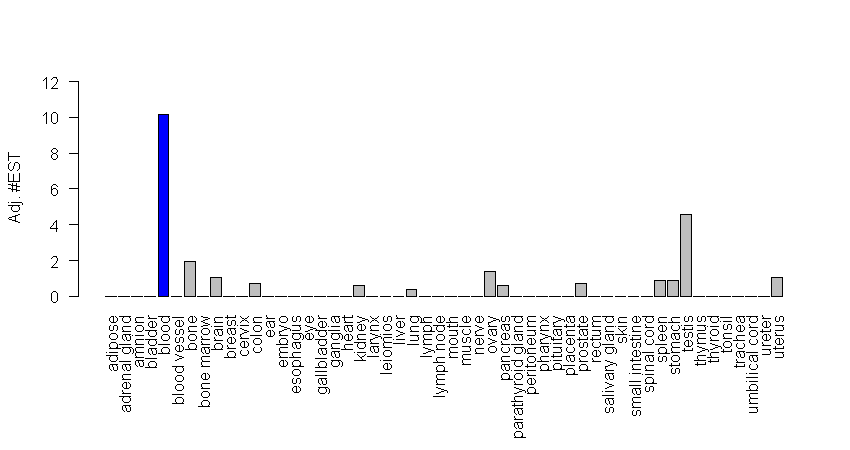 12
10
8
6
4
2
0
Adj. #EST
adipose
adrenal gland
amnion
bladder
blood
blood vessel
bone
bone marrow
brain
breast
cervix
colon
ear
embryo
esophagus
eye
gallbladder
ganglia
heart
kidney
larynx
leiomios
liver
lung
lymph
lymph node
mouth
muscle
nerve
ovary
pancreas
parathyroid gland
peritoneum
pharynx
pituitary
placenta
prostate
rectum
salivary gland
skin
small intestine
spinal cord
spleen
stomach
testis
thymus
thyroid
tonsil
trachea
umbilical cord
ureter
uterus